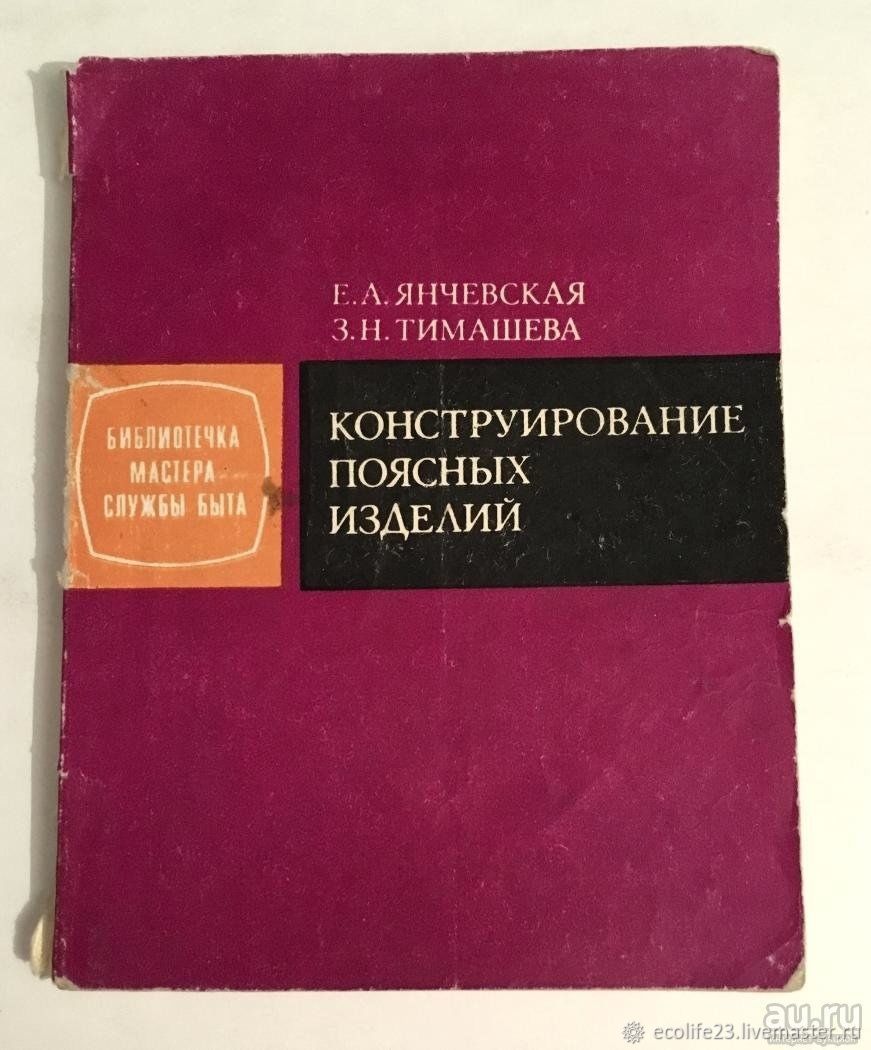 Е.А. ЯНЧЕВСКАЯ
З.Н. ТИМАШЕВА
БИБЛИОТЕЧКА
МАСТЕРА
СЛУЖБЫ БЫТА
КОНСТРУИРОВАНИЕ
ПОЯСНЫХ
ИЗДЕЛИЙ
au.ru
ecolife23.livemaster.ru